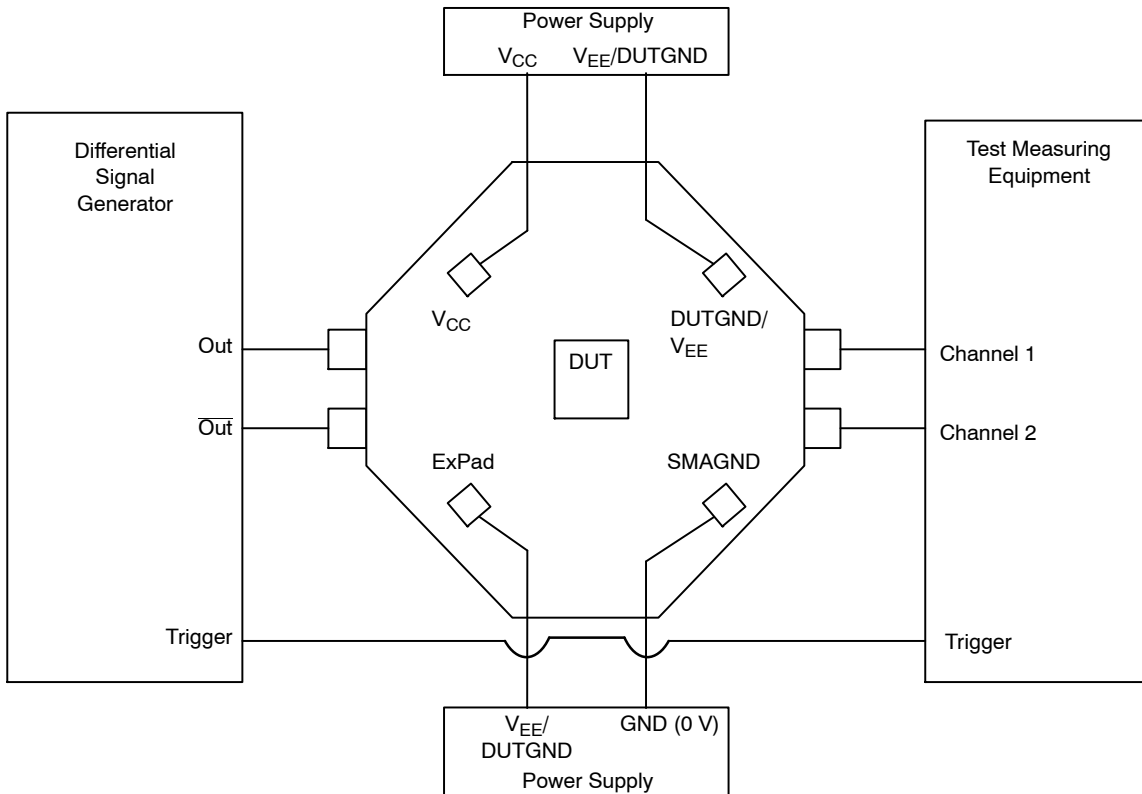 Power Supply
VCC VEE/DUTGND
Differential
Signal
Generator
Test Measuring
Equipment
VCC
DUTGND/
VEE
Out
DUT
Channel 1
Out
Channel 2
ExPad
SMAGND
Trigger
Trigger
VEE/
DUTGND
GND (0 V)
Power Supply